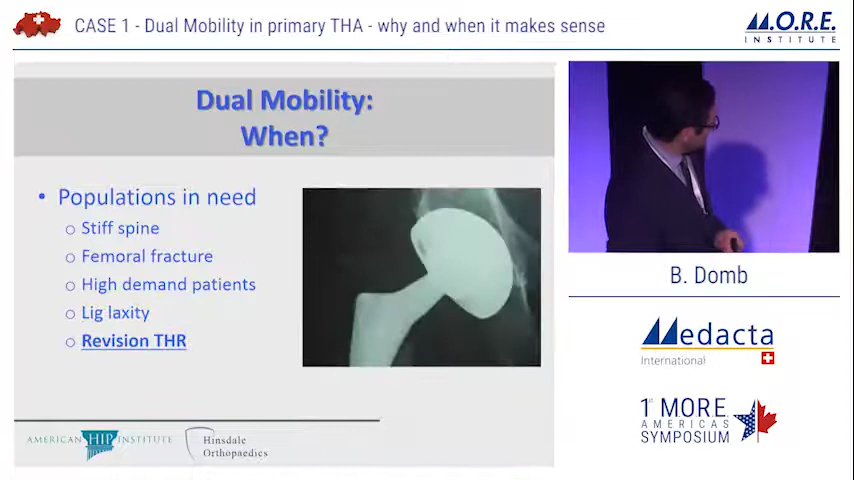 CASE 1 - Dual Mobility in primary THA - why and when it makes sense
M.O.R.E.
INSTITUTE
Dual Mobility:
When?
• Populations in need
o Stiff spine
o Femoral fracture
o High demand patients
o Lig laxity
o Revision THR
AMERICAN HIP INSTITUTE
Hinsdale
Orthopaedics
B. Domb
Medacta
International
1st MORE
AMERICAS
SYMPOSIUM